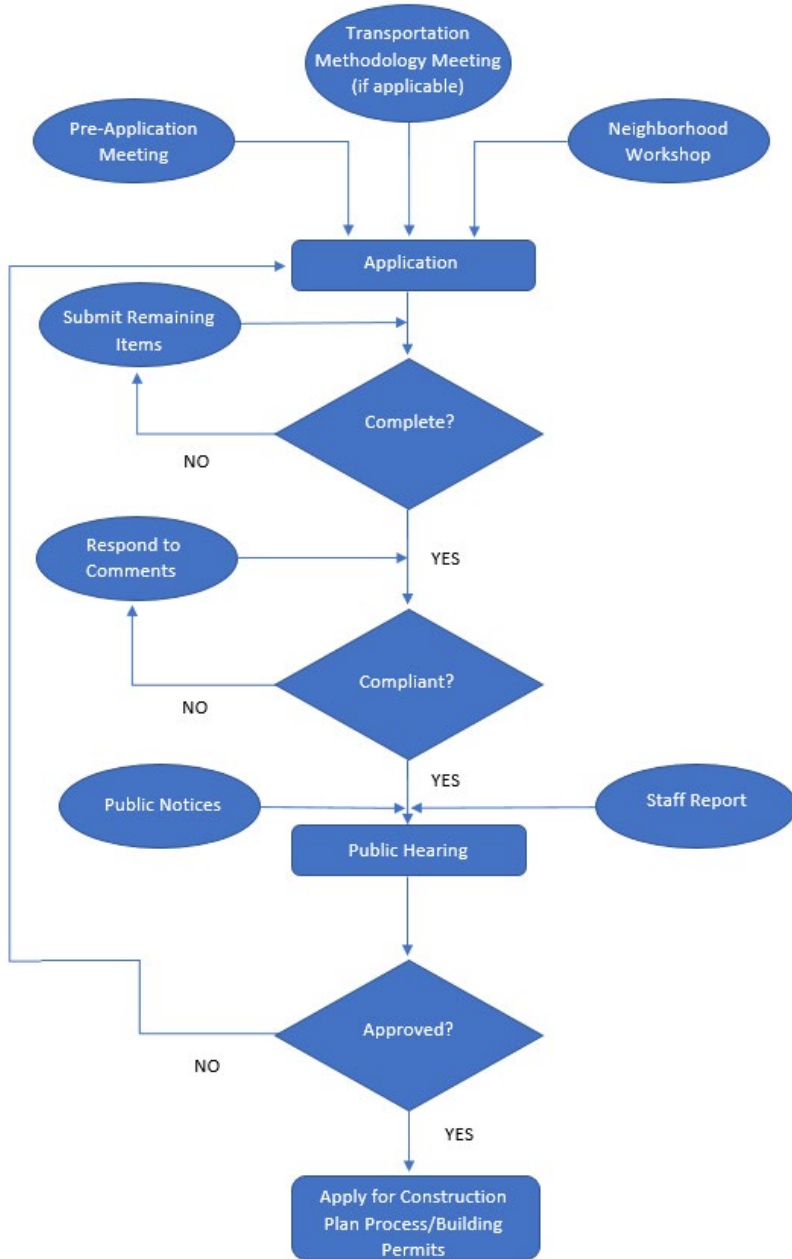 Transportation
Methodology Meeting
(if applicable)
Pre-Application
Meeting
Neighborhood
Workshop
Application
Submit Remaining
Items
Complete?
NO
Respond to
Comments
YES
Compliant?
NO
YES
Public Notices
Staff Report
Public Hearing
Approved?
NO
YES
Apply for Construction
Plan Process/Building
Permits